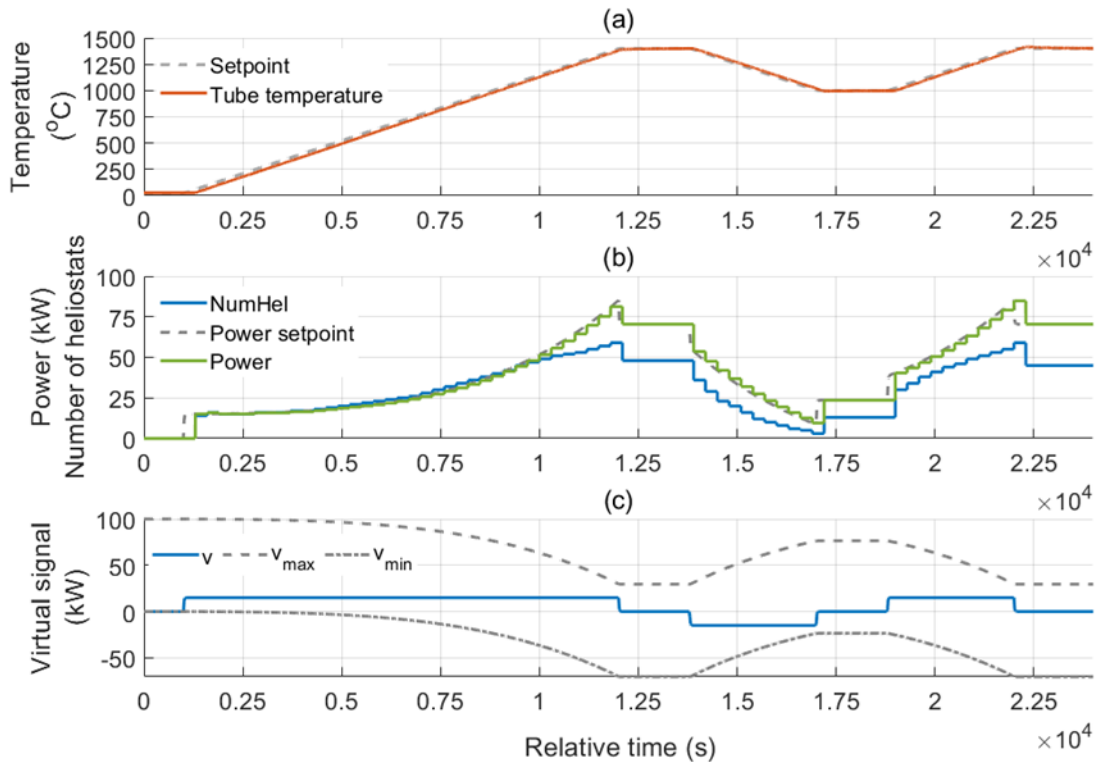 (a)
1500
1250
1000
750
500
250
0
Temperature
(°C)
Setpoint
Tube temperature
0 0.25 0.5 0.75 1 1.25 1.5 1.75 2 2.25
×10⁴
(b)
100
75
50
25
0
Power (kW)
Number of heliostats
NumHel
Power setpoint
Power
0 0.25 0.5 0.75 1 1.25 1.5 1.75 2 2.25
×10⁴
(c)
100
50
0
-50
Virtual signal
(kW)
v v_max v_min
0 0.25 0.5 0.75 1 1.25 1.5 1.75 2 2.25
×10⁴
Relative time (s)